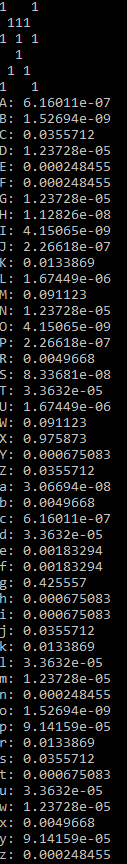 1   1
 111
1 1 1
  1
 1 1
1   1
A: 6.16011e-07
B: 1.52694e-09
C: 0.0355712
D: 1.23728e-05
E: 0.000248455
F: 0.000248455
G: 1.23728e-05
H: 1.12826e-08
I: 4.15065e-09
J: 2.26618e-07
K: 0.0133869
L: 1.67449e-06
M: 0.091123
N: 1.23728e-05
O: 4.15065e-09
P: 2.26618e-07
R: 0.0049668
S: 8.33681e-08
T: 3.3632e-05
U: 1.67449e-06
W: 0.091123
X: 0.975873
Y: 0.000675083
Z: 0.0355712
a: 3.06694e-08
b: 0.0049668
c: 6.16011e-07
d: 3.3632e-05
e: 0.00183294
f: 0.00183294
g: 0.425557
h: 0.000675083
i: 0.000675083
j: 0.0355712
k: 0.0133869
l: 3.3632e-05
m: 1.23728e-05
n: 0.000248455
o: 1.52694e-09
p: 9.14159e-05
r: 0.0133869
s: 0.0355712
t: 0.000675083
u: 3.3632e-05
w: 1.23728e-05
x: 0.0049668
y: 9.14159e-05
z: 0.000248455